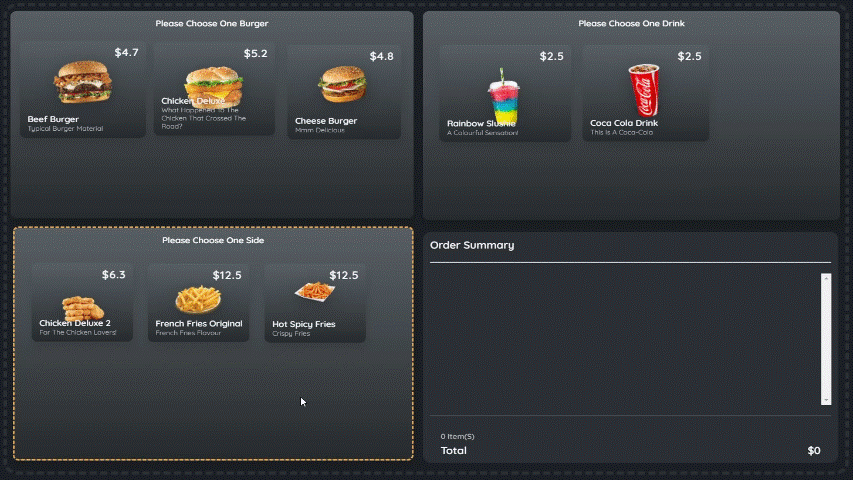 Please Choose One Burger
$4.7
Beef Burger
Typical Burger Material
$5.2
Chicken Deluxe
What Happened To The
Chicken That Crossed The
Road?
$4.8
Cheese Burger
Mmm Delicious
Please Choose One Drink
$2.5
Rainbow Slushie
A Colourful Sensation!
$2.5
Coca Cola
Coca Cola Drink
This Is A Coca-Cola
Please Choose One Side
$6.3
Chicken Deluxe 2
For The Chicken Lovers!
$12.5
French Fries Original
French Fries Flavour
$12.5
Hot Spicy Fries
Crispy Fries
Order Summary
0 Item(S)
Total
$0